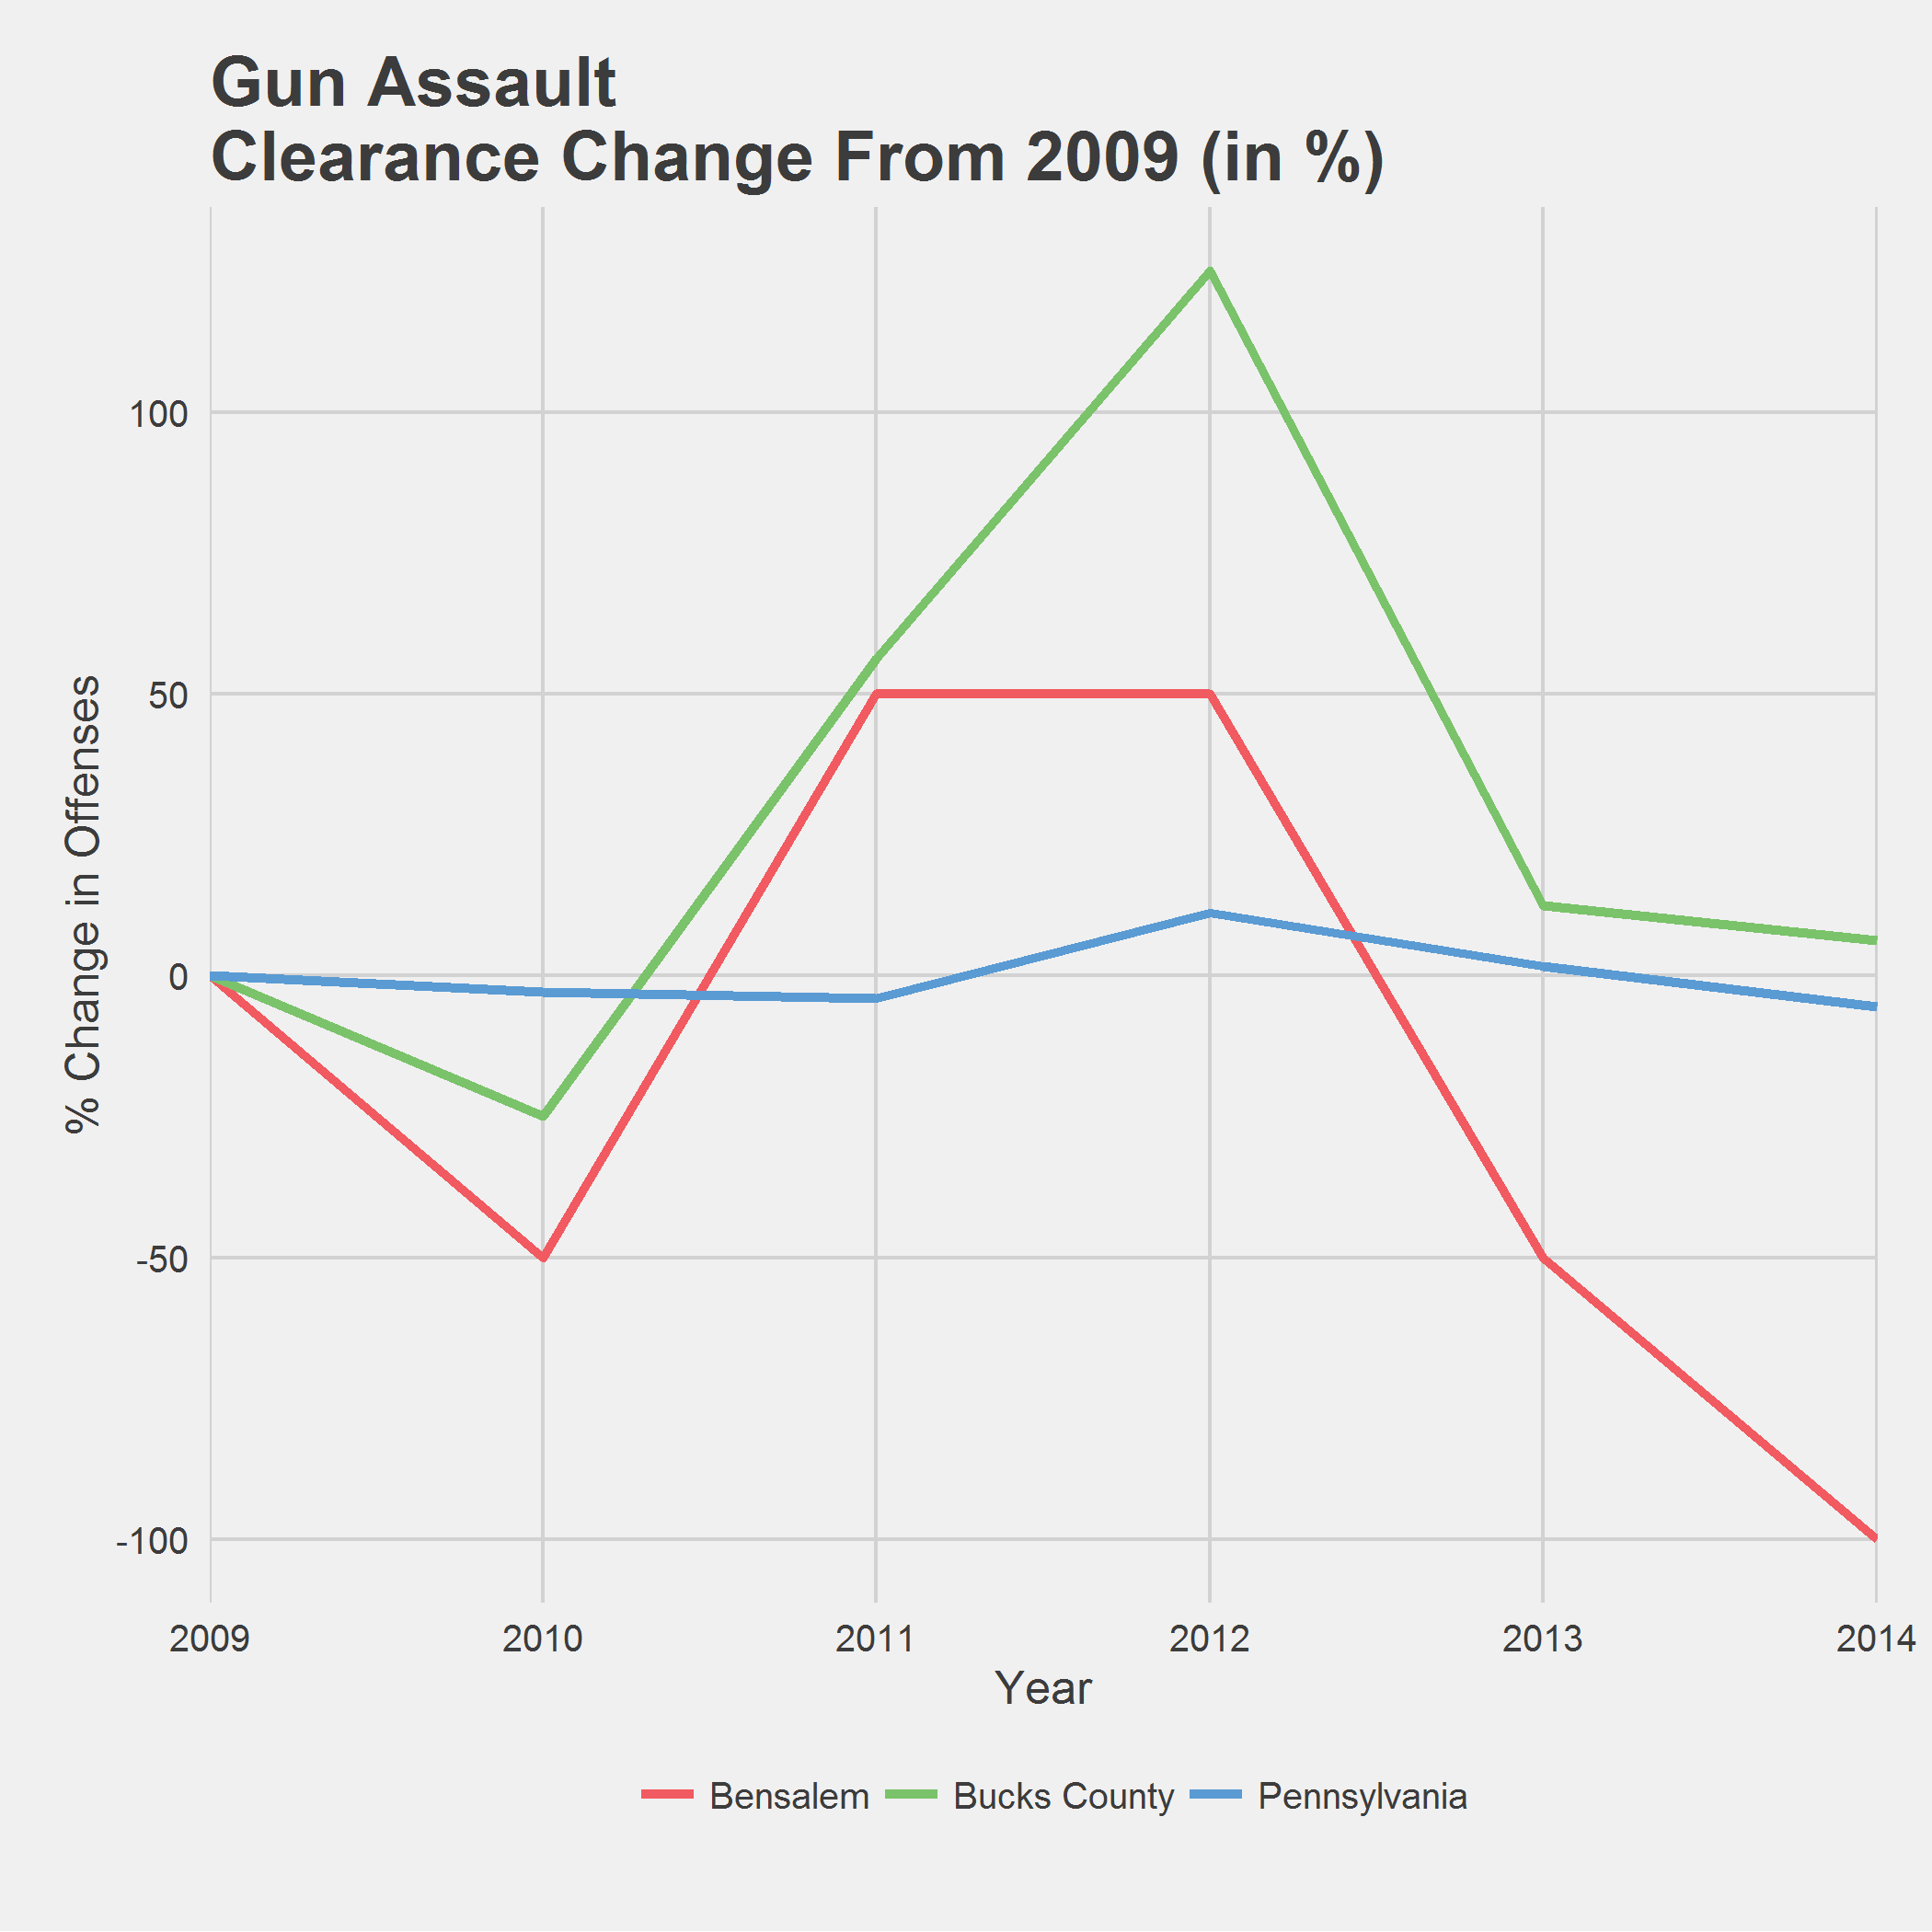 Gun Assault
Clearance Change From 2009 (in %)
100
50
0
-50
-100
% Change in Offenses
2009 2010 2011 2012 2013 2014
Year
Bensalem Bucks County Pennsylvania